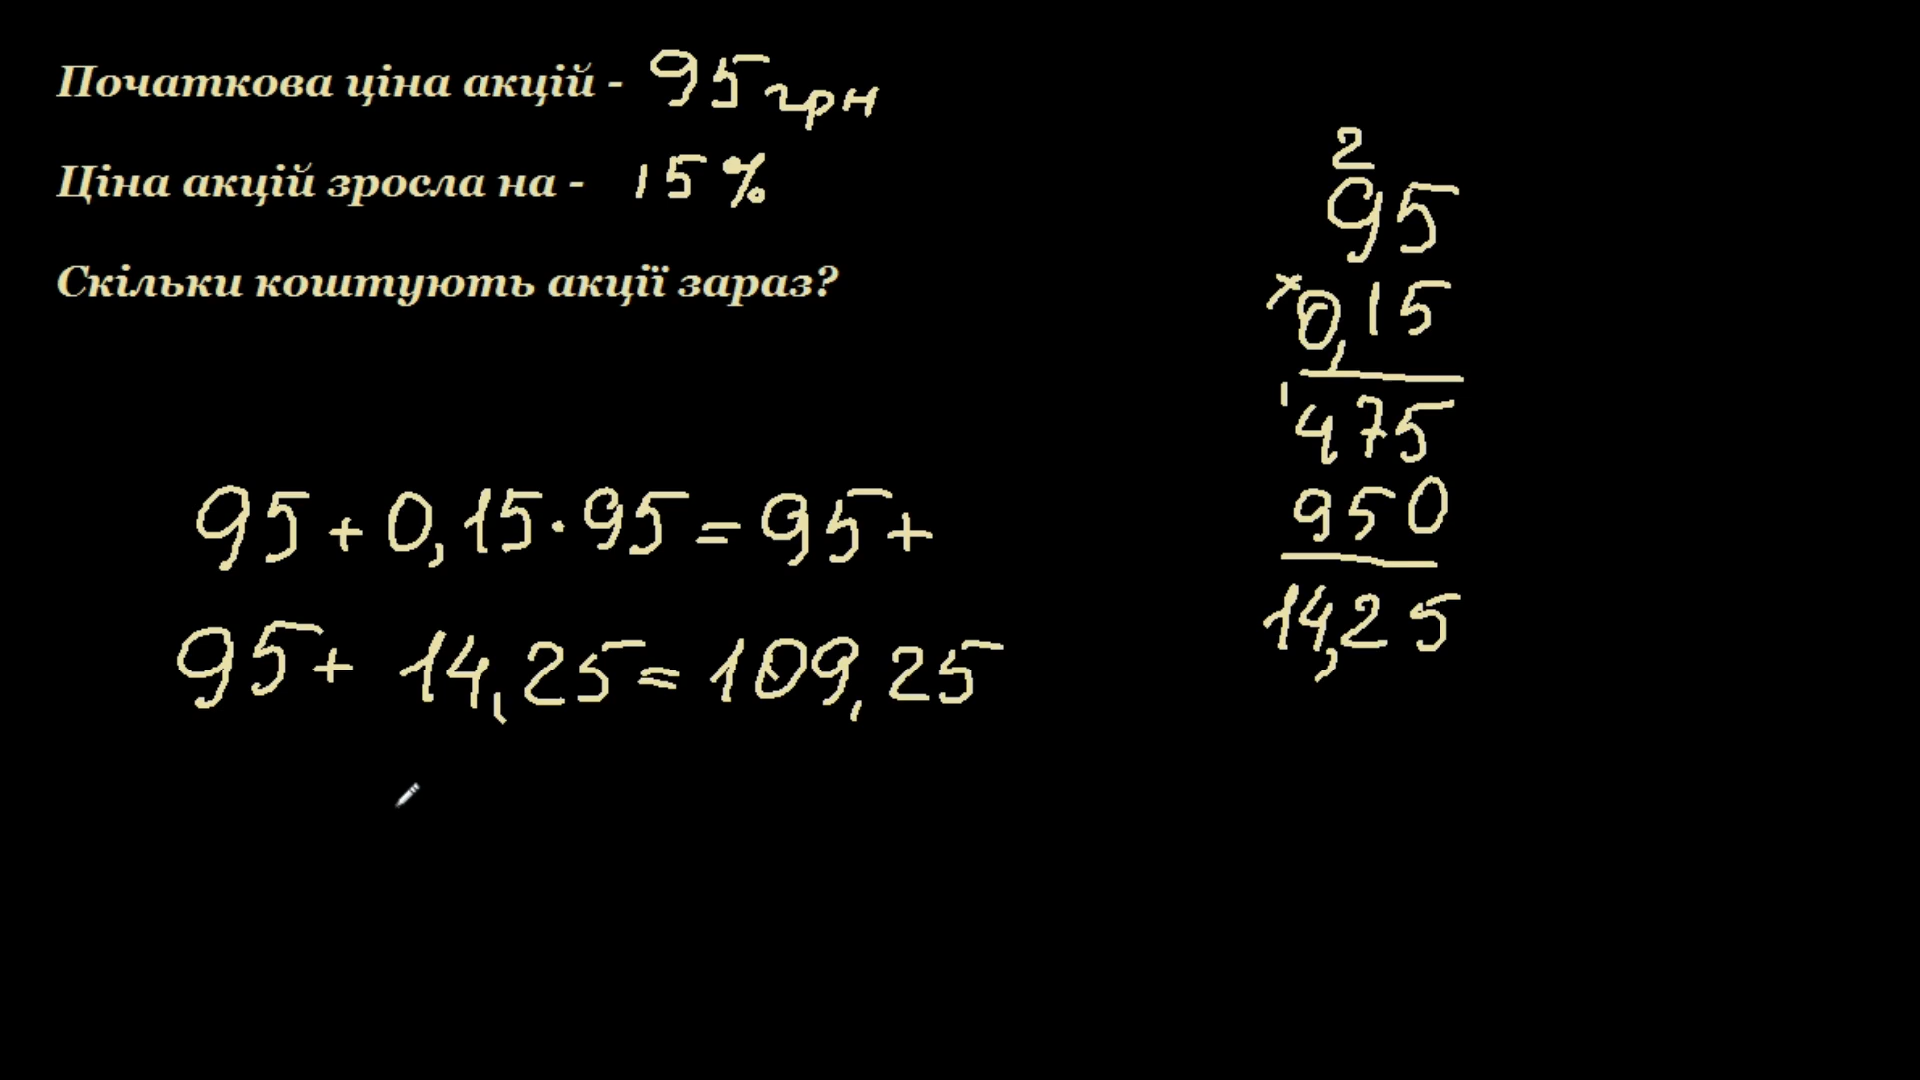 Початкова ціна акцій - 95 грн
Ціна акцій зросла на - 15 %
Скільки коштують акції зараз?
95 + 0,15 · 95 = 95 +
95 + 14,25 = 109,25
2
95
× 0,15
1 475
950
14,25